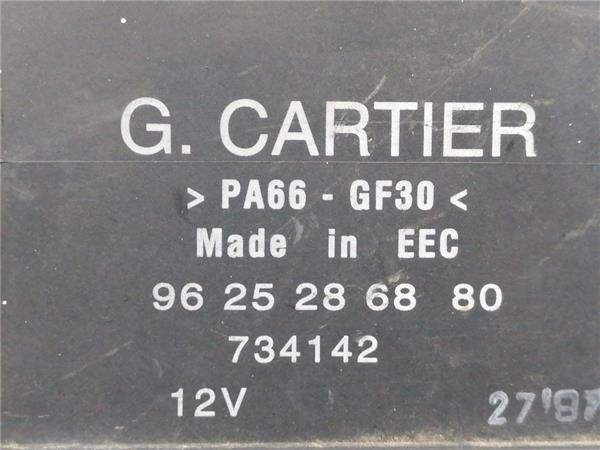 G. CARTIER
> PA66 - GF30 <
Made in EEC
96 25 28 68 80
734142
12V